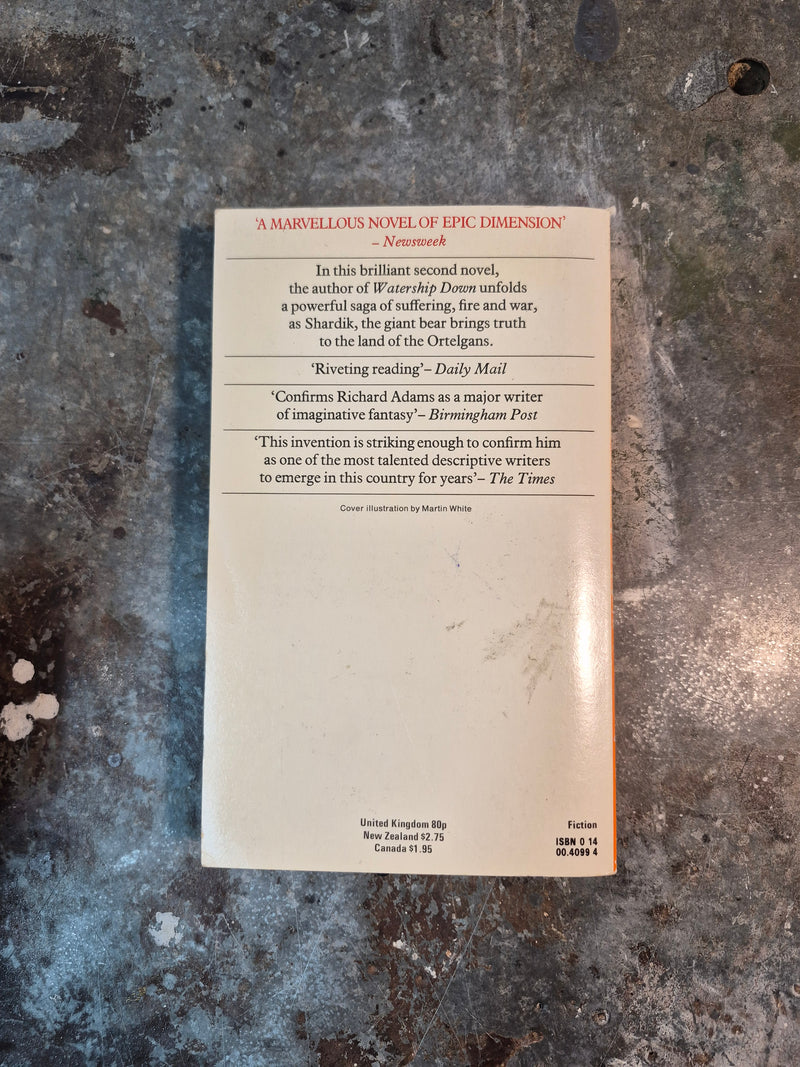 ‘A MARVELLOUS NOVEL OF EPIC DIMENSION’
– Newsweek
In this brilliant second novel,
the author of Watership Down unfolds
a powerful saga of suffering, fire and war,
as Shardik, the giant bear brings truth
to the land of the Ortelgans.
‘Riveting reading’– Daily Mail
‘Confirms Richard Adams as a major writer
of imaginative fantasy’– Birmingham Post
‘This invention is striking enough to confirm him
as one of the most talented descriptive writers
to emerge in this country for years’– The Times
Cover illustration by Martin White
United Kingdom 80p
New Zealand $2.75
Canada $1.95
Fiction
ISBN 0 14
00.4099 4